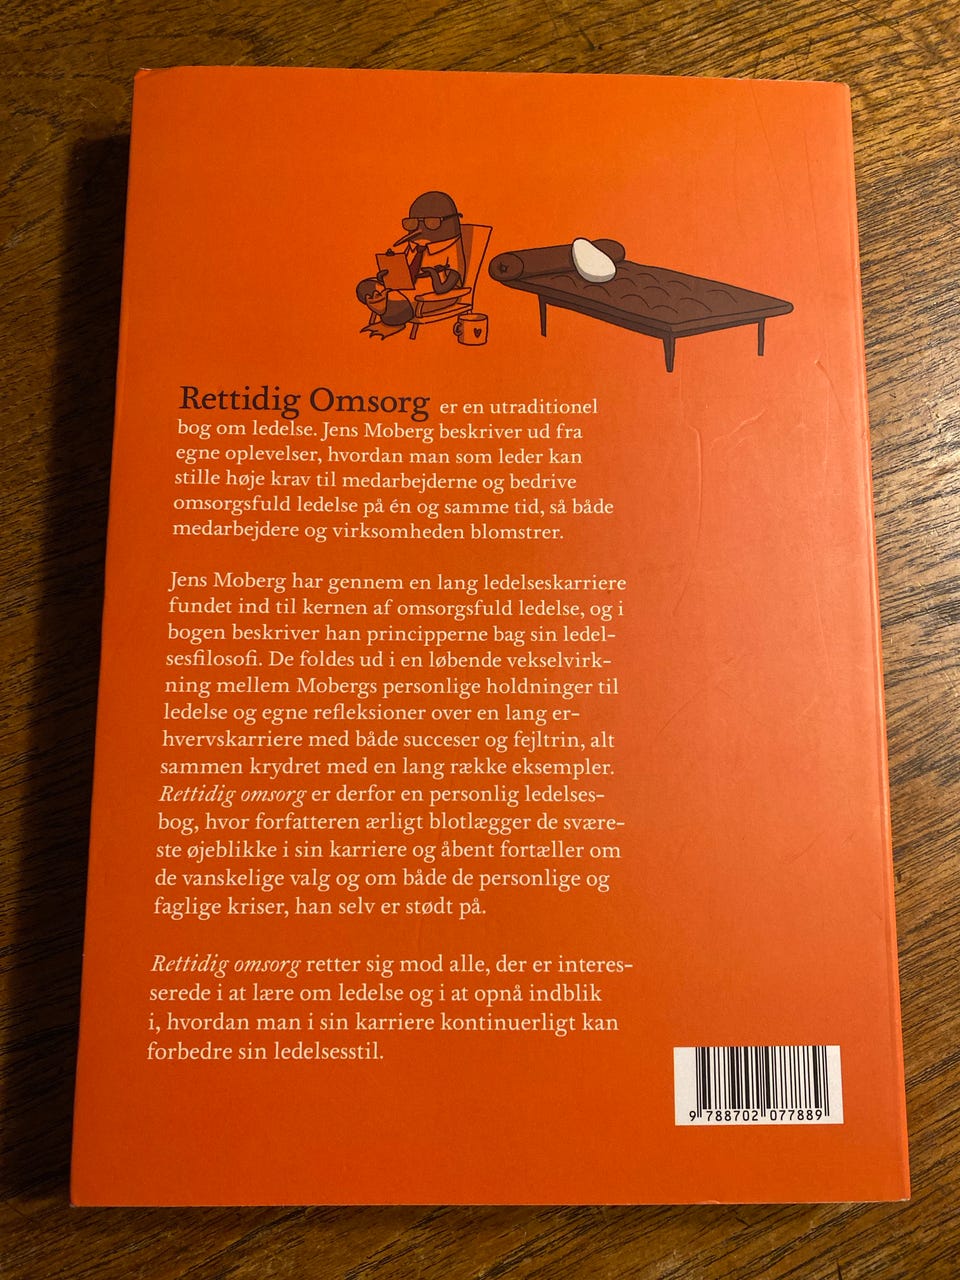 Rettidig Omsorg er en utraditionel
bog om ledelse. Jens Moberg beskriver ud fra
egne oplevelser, hvordan man som leder kan
stille høje krav til medarbejderne og bedrive
omsorgsfuld ledelse på én og samme tid, så både
medarbejdere og virksomheden blomstrer.
Jens Moberg har gennem en lang ledelseskarriere
fundet ind til kernen af omsorgsfuld ledelse, og i
bogen beskriver han principperne bag sin ledel-
sesfilosofi. De foldes ud i en løbende vekselvirk-
ning mellem Mobergs personlige holdninger til
ledelse og egne refleksioner over en lang er-
hvervskarriere med både succeser og fejltrin, alt
sammen krydret med en lang række eksempler.
Rettidig omsorg er derfor en personlig ledelses-
bog, hvor forfatteren ærligt blotlægger de svære-
ste øjeblikke i sin karriere og åbent fortæller om
de vanskelige valg og om både de personlige og
faglige kriser, han selv er stødt på.
Rettidig omsorg retter sig mod alle, der er interes-
serede i at lære om ledelse og i at opnå indblik
i, hvordan man i sin karriere kontinuerligt kan
forbedre sin ledelsesstil.
9 788702 077889